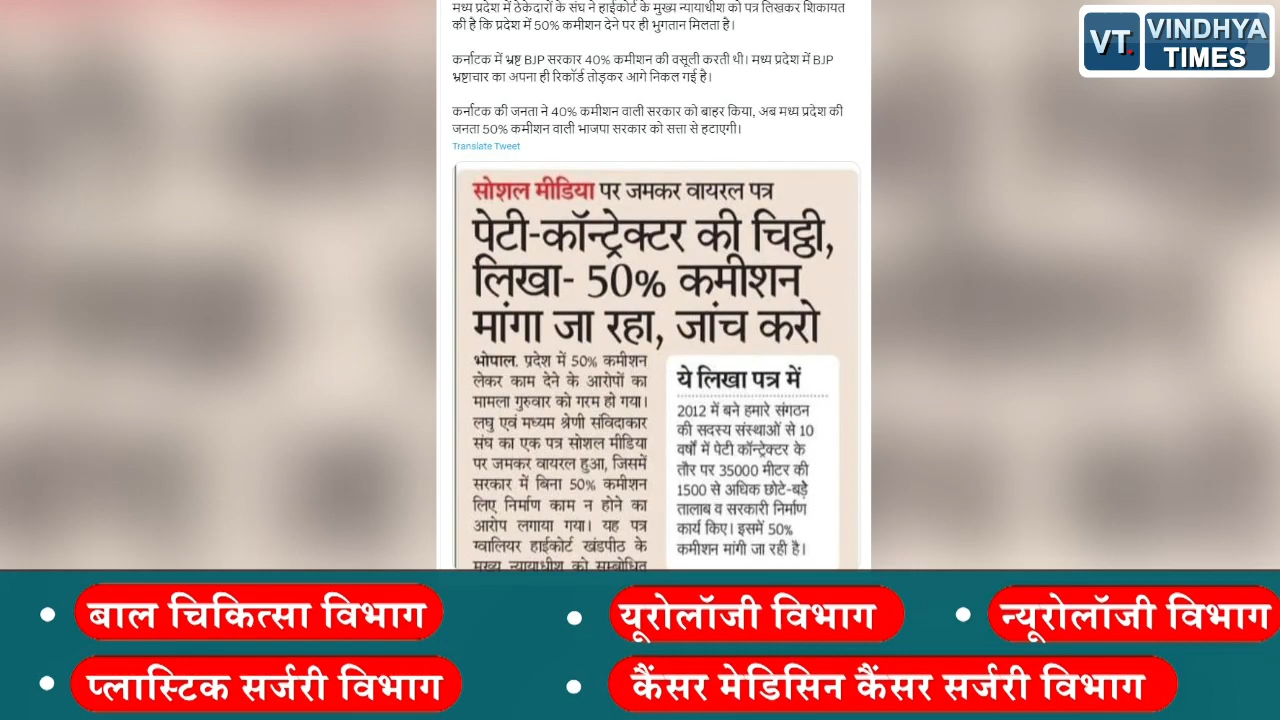 मध्य प्रदेश में ठेकेदारों के संघ ने हाईकोर्ट के मुख्य न्यायाधीश को पत्र लिखकर शिकायत
की है कि प्रदेश में 50% कमीशन देने पर ही भुगतान मिलता है।
कर्नाटक में भ्रष्ट BJP सरकार 40% कमीशन की वसूली करती थी। मध्य प्रदेश में BJP
भ्रष्टाचार का अपना ही रिकॉर्ड तोड़कर आगे निकल गई है।
कर्नाटक की जनता ने 40% कमीशन वाली सरकार को बाहर किया, अब मध्य प्रदेश की
जनता 50% कमीशन वाली भाजपा सरकार को सत्ता से हटाएगी।
Translate Tweet
VT.
VINDHYA
TIMES
सोशल मीडिया पर जमकर वायरल पत्र
पेटी-कॉन्ट्रेक्टर की चिट्ठी,
लिखा- 50% कमीशन
मांगा जा रहा, जांच करो
भोपाल. प्रदेश में 50% कमीशन
लेकर काम देने के आरोपों का
मामला गुरुवार को गरम हो गया।
लघु एवं मध्यम श्रेणी संविदाकार
संघ का एक पत्र सोशल मीडिया
पर जमकर वायरल हुआ, जिसमें
सरकार में बिना 50% कमीशन
लिए निर्माण काम न होने का
आरोप लगाया गया। यह पत्र
ग्वालियर हाईकोर्ट खंडपीठ के
मुख्य न्यायाधीश को सम्बोधित
ये लिखा पत्र में
2012 में बने हमारे संगठन
की सदस्य संस्थाओं से 10
वर्षों में पेटी कॉन्ट्रेक्टर के
तौर पर 35000 मीटर की
1500 से अधिक छोटे-बड़े
तालाब व सरकारी निर्माण
कार्य किए। इसमें 50%
कमीशन मांगी जा रही है।
बाल चिकित्सा विभाग
यूरोलॉजी विभाग
न्यूरोलॉजी विभाग
प्लास्टिक सर्जरी विभाग
कैंसर मेडिसिन कैंसर सर्जरी विभाग